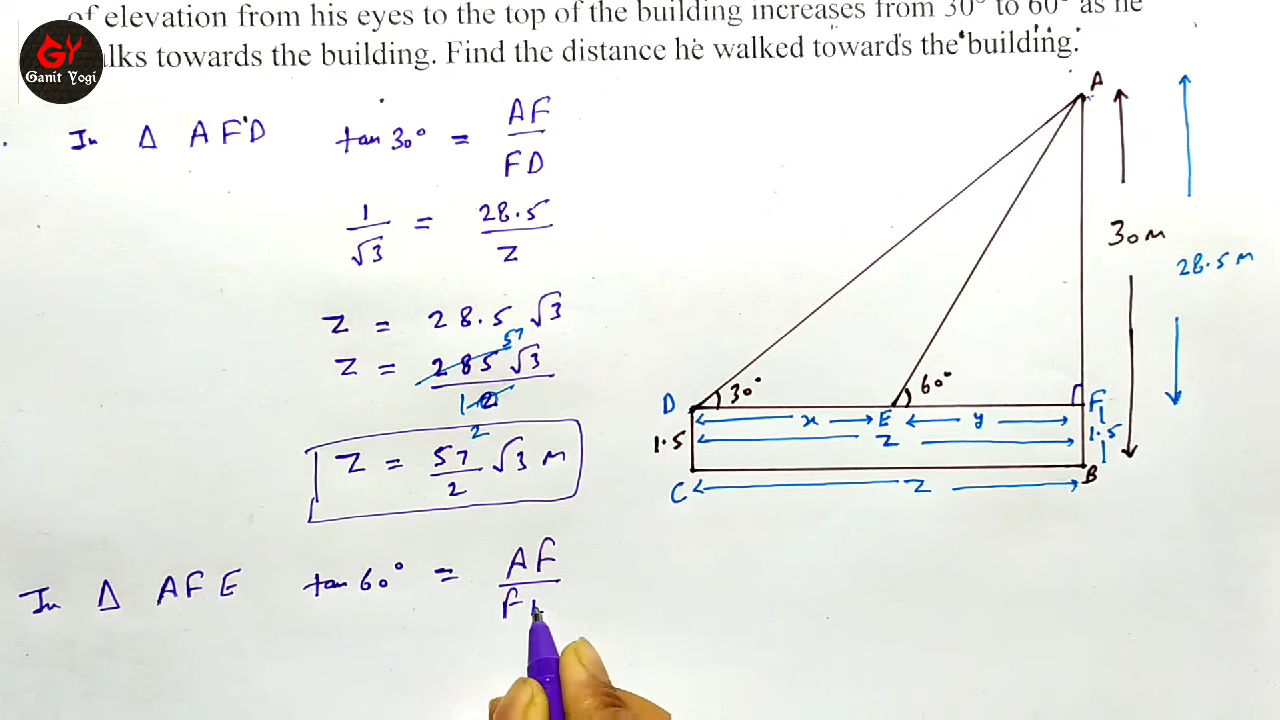 of elevation from his eyes to the top of the building increases from 30° to 60° as he
GY
Ganit Yogi
lks towards the building. Find the distance he walked towards the building.
In Δ AFD tan 30° = AF / FD
1 / √3 = 28.5 / z
z = 28.5 √3
57
z = 285 √3 / 10
2
z = 57 / 2 √3 m
In Δ AFE tan 60° = AF / F
A
30 m
28.5 m
D 30° 60° F
x E y
1.5 z 1.5
C z B